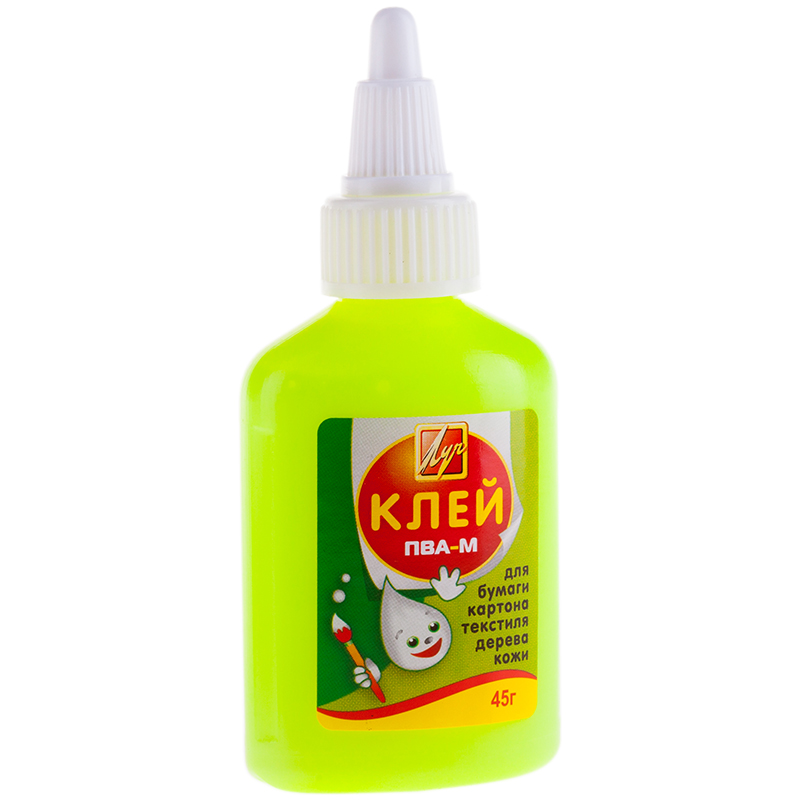 Луч
КЛЕЙ
ПВА-М
для
бумаги
картона
текстиля
дерева
кожи
45г